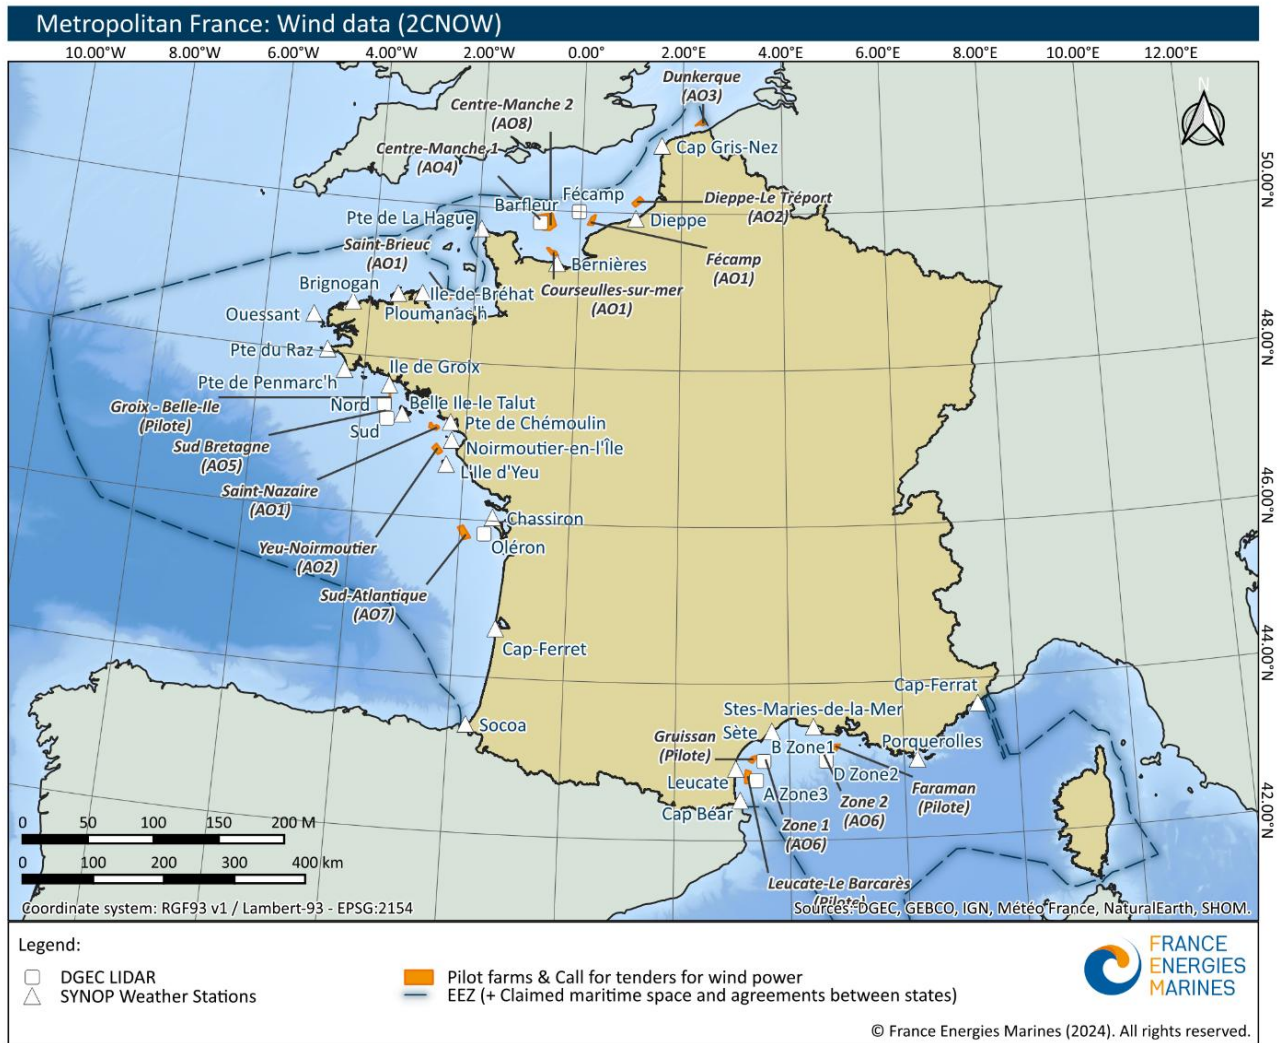 Metropolitan France: Wind data (2CNOW)
10.00°W 8.00°W 6.00°W 4.00°W 2.00°W 0.00° 2.00°E 4.00°E 6.00°E 8.00°E 10.00°E 12.00°E
N
Dunkerque
(AO3)
Centre-Manche 2
(AO8)
Centre-Manche 1
(AO4)
Cap Gris-Nez
50.00°N
Fécamp
Barfleur
Dieppe-Le Tréport
(AO2)
Pte de La Hague
Dieppe
Saint-Brieuc
(AO1)
Fécamp
(AO1)
Bernières
Courseulles-sur-mer
(AO1)
Brignogan
Ile-de-Bréhat
Ploumanac'h
Ouessant
48.00°N
Pte du Raz
Ile de Groix
Pte de Penmarc'h
Groix - Belle-Ile
(Pilote)
Nord
Belle Ile-le Talut
Sud
Pte de Chémoulin
Sud Bretagne
(AO5)
Noirmoutier-en-l'Île
L'Ile d'Yeu
Saint-Nazaire
(AO1)
46.00°N
Chassiron
Oléron
Yeu-Noirmoutier
(AO2)
Sud-Atlantique
(AO7)
Cap-Ferret
44.00°N
Cap-Ferrat
Stes-Maries-de-la-Mer
Socoa
Sète
Gruissan
(Pilote)
B Zone1
Porquerolles
Leucate
D Zone2
A Zone3
Faraman
(Pilote)
Zone 2
(AO6)
Cap Béar
Zone 1
(AO6)
42.00°N
Leucate-Le Barcarès
(Pilote)
0 50 100 150 200 M
0 100 200 300 400 km
Coordinate system: RGF93 v1 / Lambert-93 - EPSG:2154
Sources: DGEC, GEBCO, IGN, Météo France, NaturalEarth, SHOM.
Legend:
DGEC LIDAR
SYNOP Weather Stations
Pilot farms & Call for tenders for wind power
EEZ (+ Claimed maritime space and agreements between states)
FRANCE
ENERGIES
MARINES
© France Energies Marines (2024). All rights reserved.